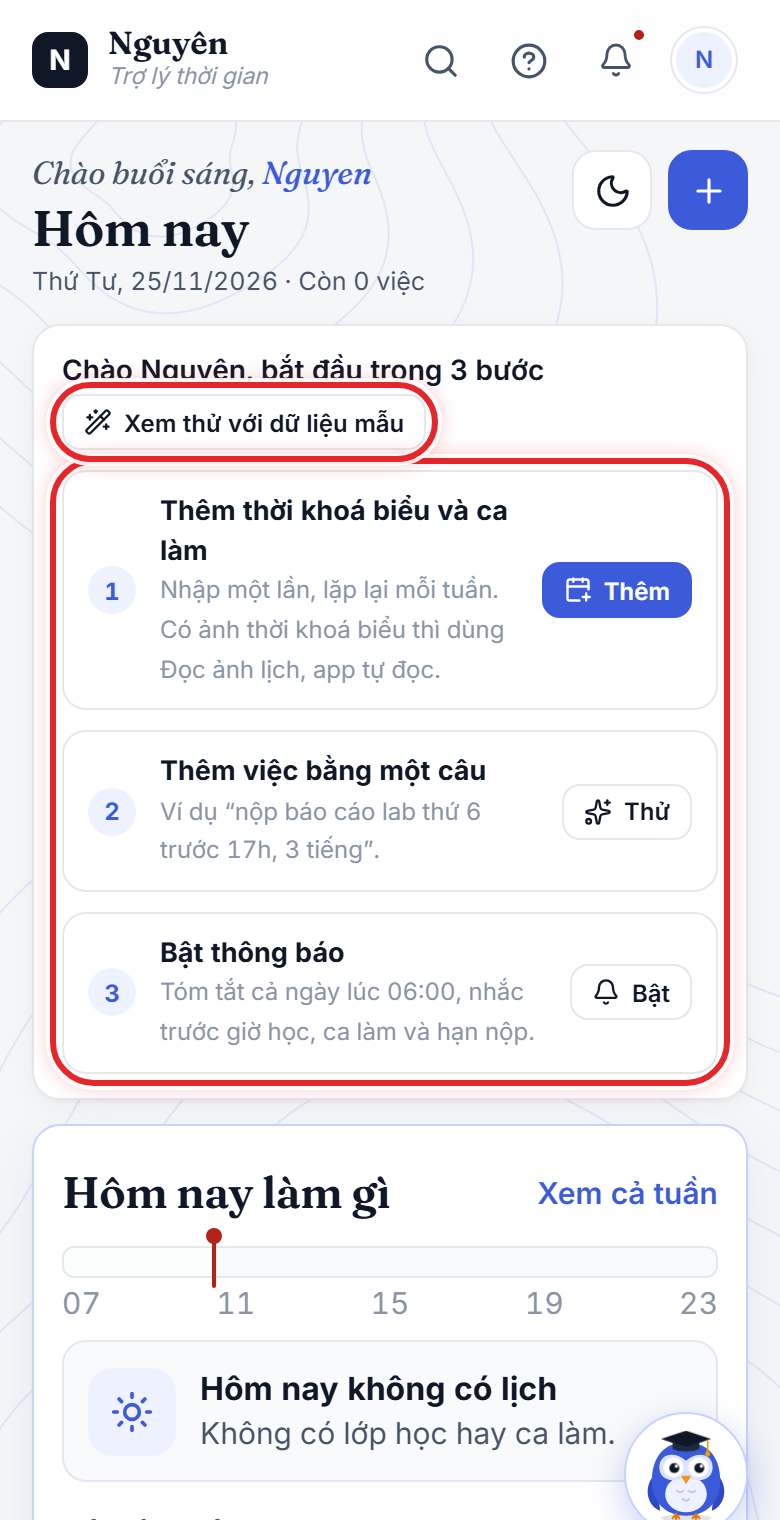 N
Nguyên
Trợ lý thời gian
N
Chào buổi sáng, Nguyen
Hôm nay
Thứ Tư, 25/11/2026 · Còn 0 việc
Chào Nguyên, bắt đầu trong 3 bước
Xem thử với dữ liệu mẫu
Thêm thời khoá biểu và ca
làm
1
Nhập một lần, lặp lại mỗi tuần.
Thêm
Có ảnh thời khoá biểu thì dùng
Đọc ảnh lịch, app tự đọc.
Thêm việc bằng một câu
2
Ví dụ “nộp báo cáo lab thứ 6
Thử
trước 17h, 3 tiếng”.
Bật thông báo
3
Tóm tắt cả ngày lúc 06:00, nhắc
Bật
trước giờ học, ca làm và hạn nộp.
Hôm nay làm gì
Xem cả tuần
07 11 15 19 23
Hôm nay không có lịch
Không có lớp học hay ca làm.